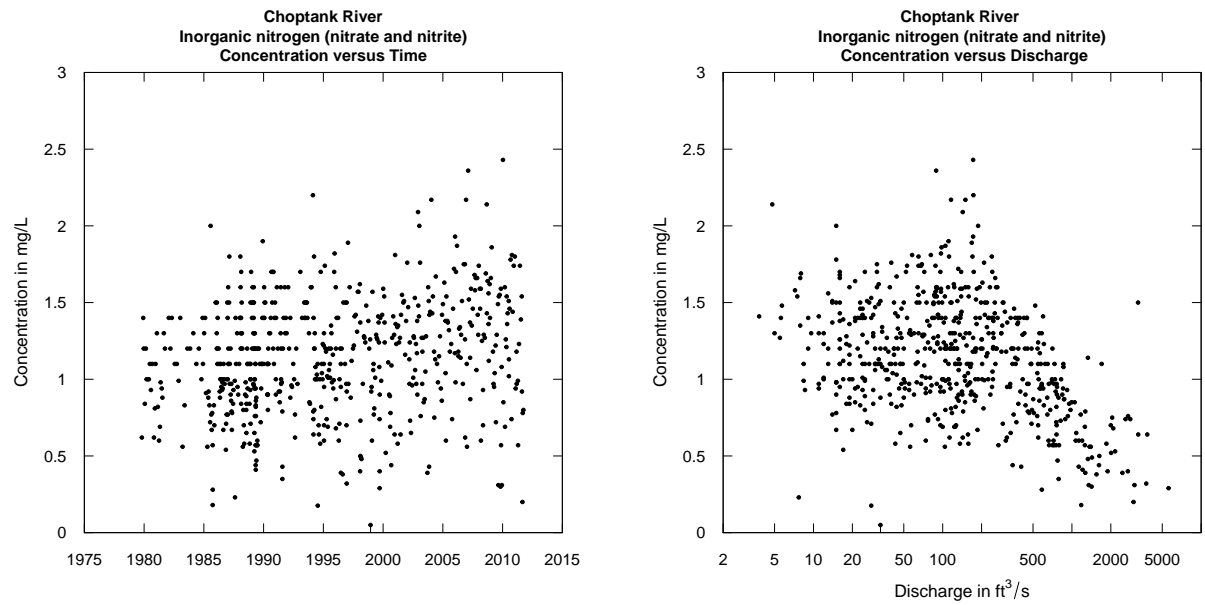 Choptank River
Inorganic nitrogen (nitrate and nitrite)
Concentration versus Time
3
2.5
2
1.5
1
0.5
0
Concentration in mg/L
1975 1980 1985 1990 1995 2000 2005 2010 2015
Choptank River
Inorganic nitrogen (nitrate and nitrite)
Concentration versus Discharge
3
2.5
2
1.5
1
0.5
0
Concentration in mg/L
2 5 10 20 50 100 500 2000 5000
Discharge in ft³/s